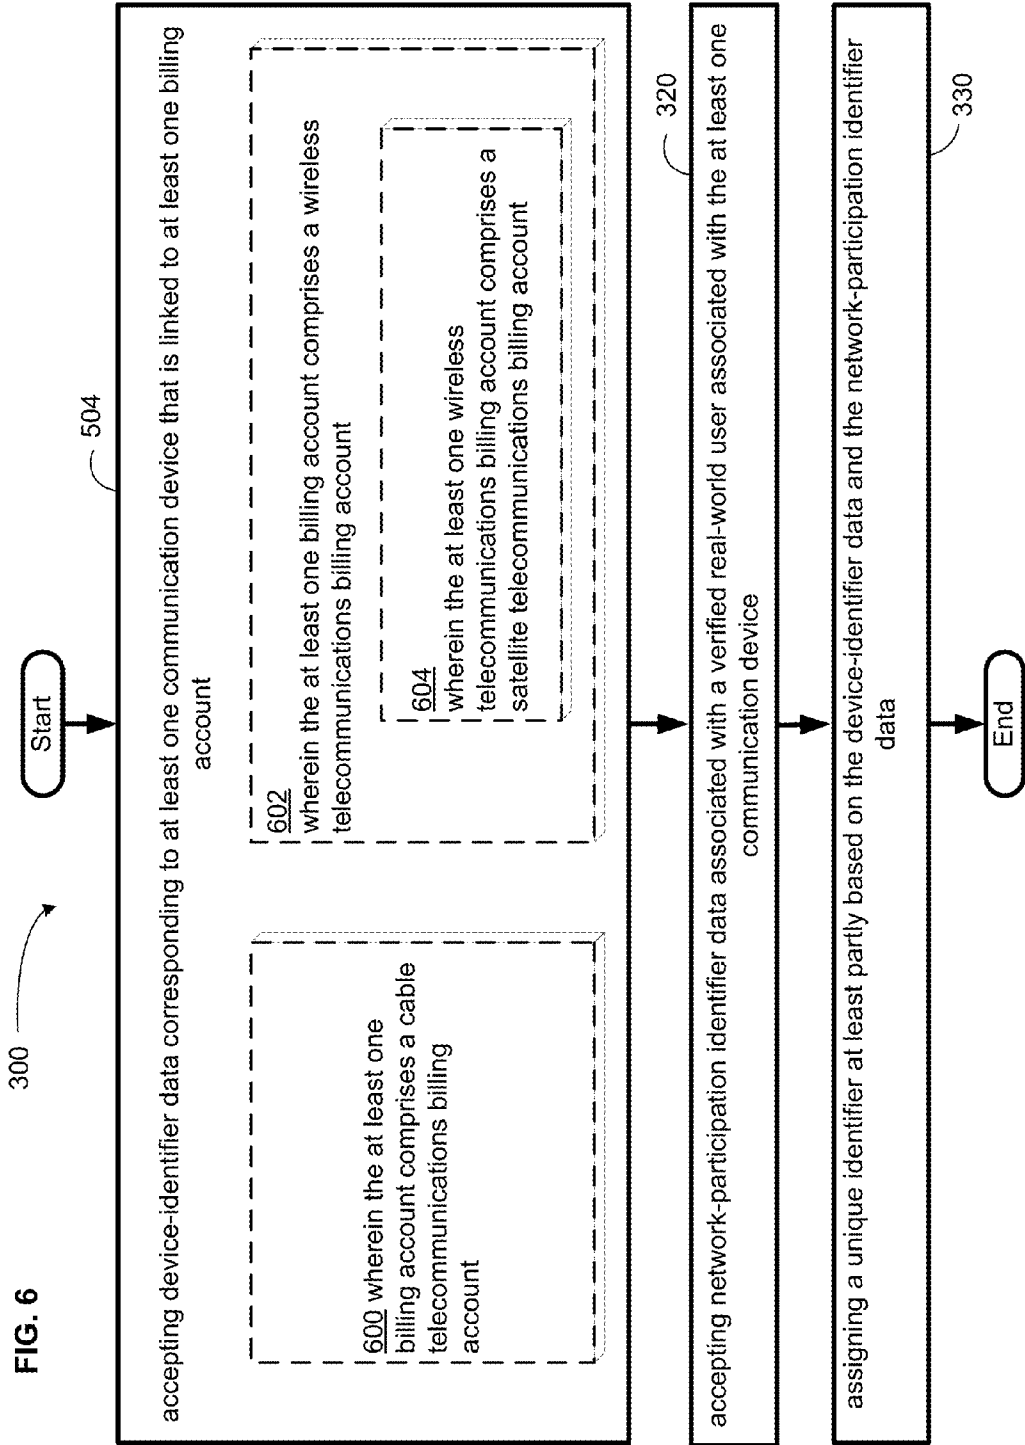 FIG. 6
300
Start
504
accepting device-identifier data corresponding to at least one communication device that is linked to at least one billing
account
600 wherein the at least one
billing account comprises a cable
telecommunications billing
account
602
wherein the at least one billing account comprises a wireless
telecommunications billing account
604
wherein the at least one wireless
telecommunications billing account comprises a
satellite telecommunications billing account
320
accepting network-participation identifier data associated with a verified real-world user associated with the at least one
communication device
330
assigning a unique identifier at least partly based on the device-identifier data and the network-participation identifier
data
End